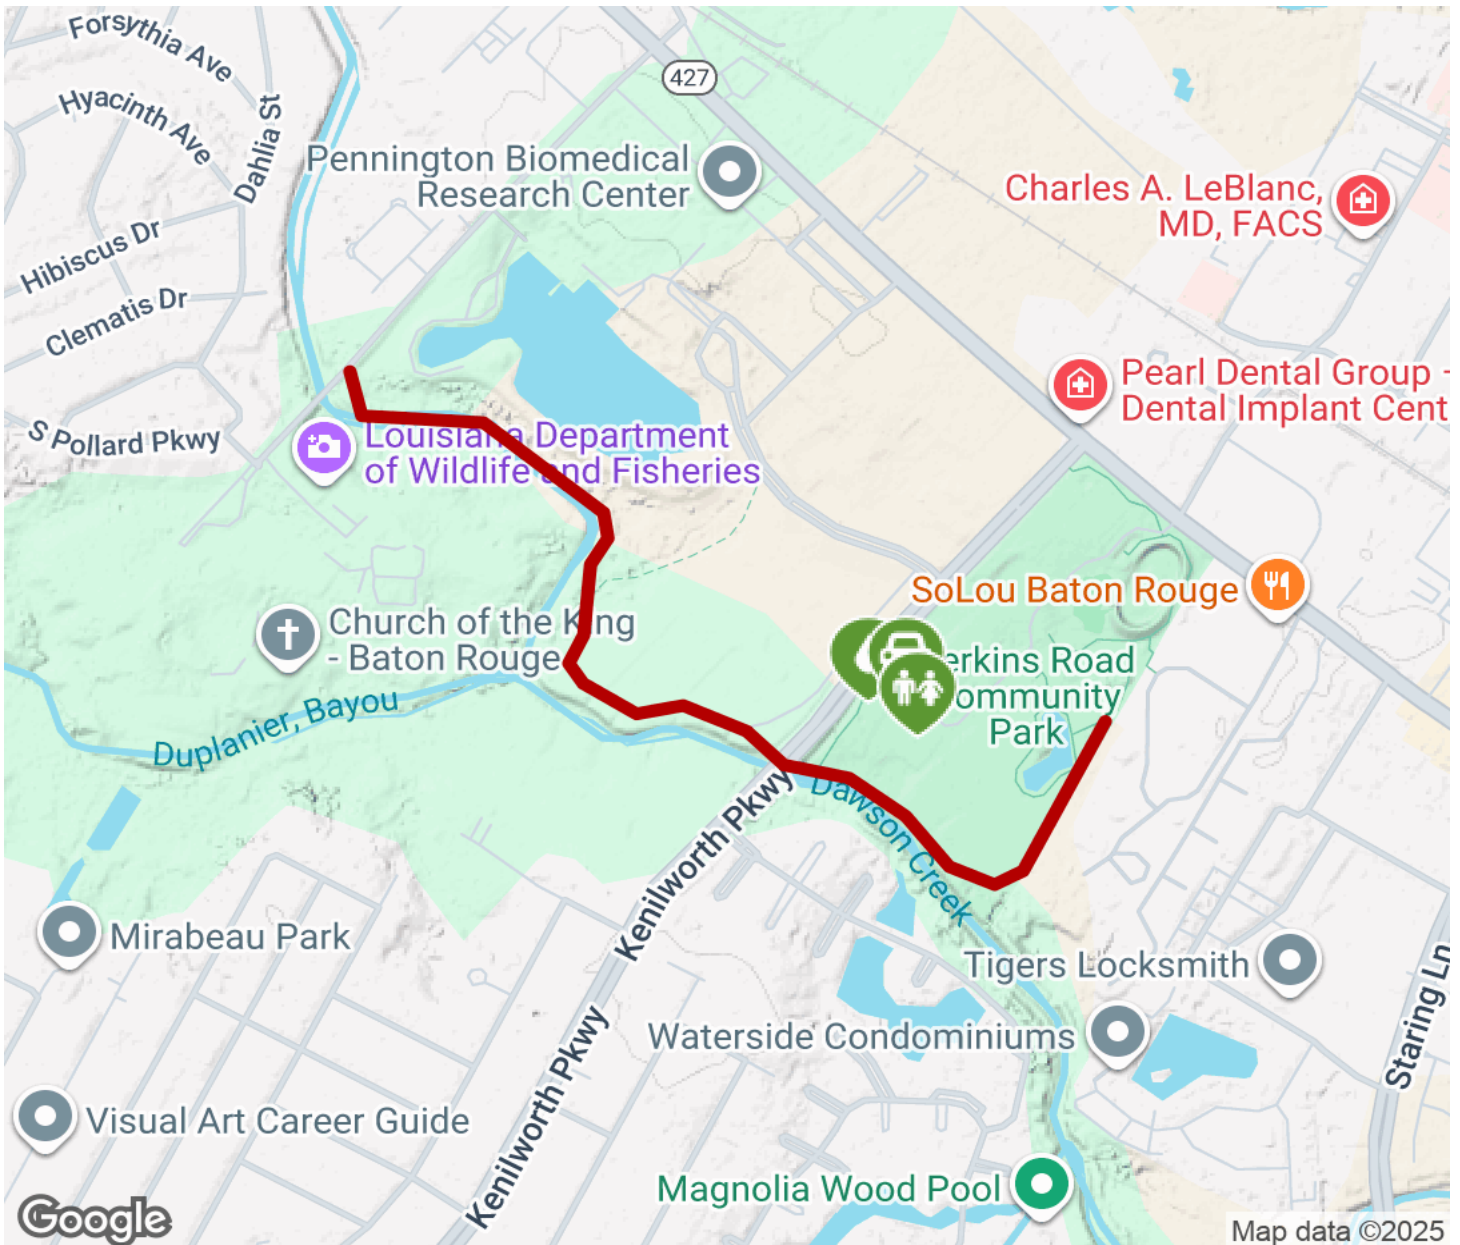 Forsythia Ave
Hyacinth Ave
Dahlia St
427
Pennington Biomedical
Research Center
Charles A. LeBlanc,
MD, FACS
Hibiscus Dr
Clematis Dr
Pearl Dental Group -
Dental Implant Cent
S Pollard Pkwy
Louisiana Department
of Wildlife and Fisheries
SoLou Baton Rouge
Church of the King
- Baton Rouge
erkins Road
ommunity
Park
Duplanier, Bayou
Dawson Creek
Kenilworth Pkwy
Mirabeau Park
Tigers Locksmith
Waterside Condominiums
Staring Ln
Kenilworth Pkwy
Visual Art Career Guide
Magnolia Wood Pool
Google
Map data ©2025